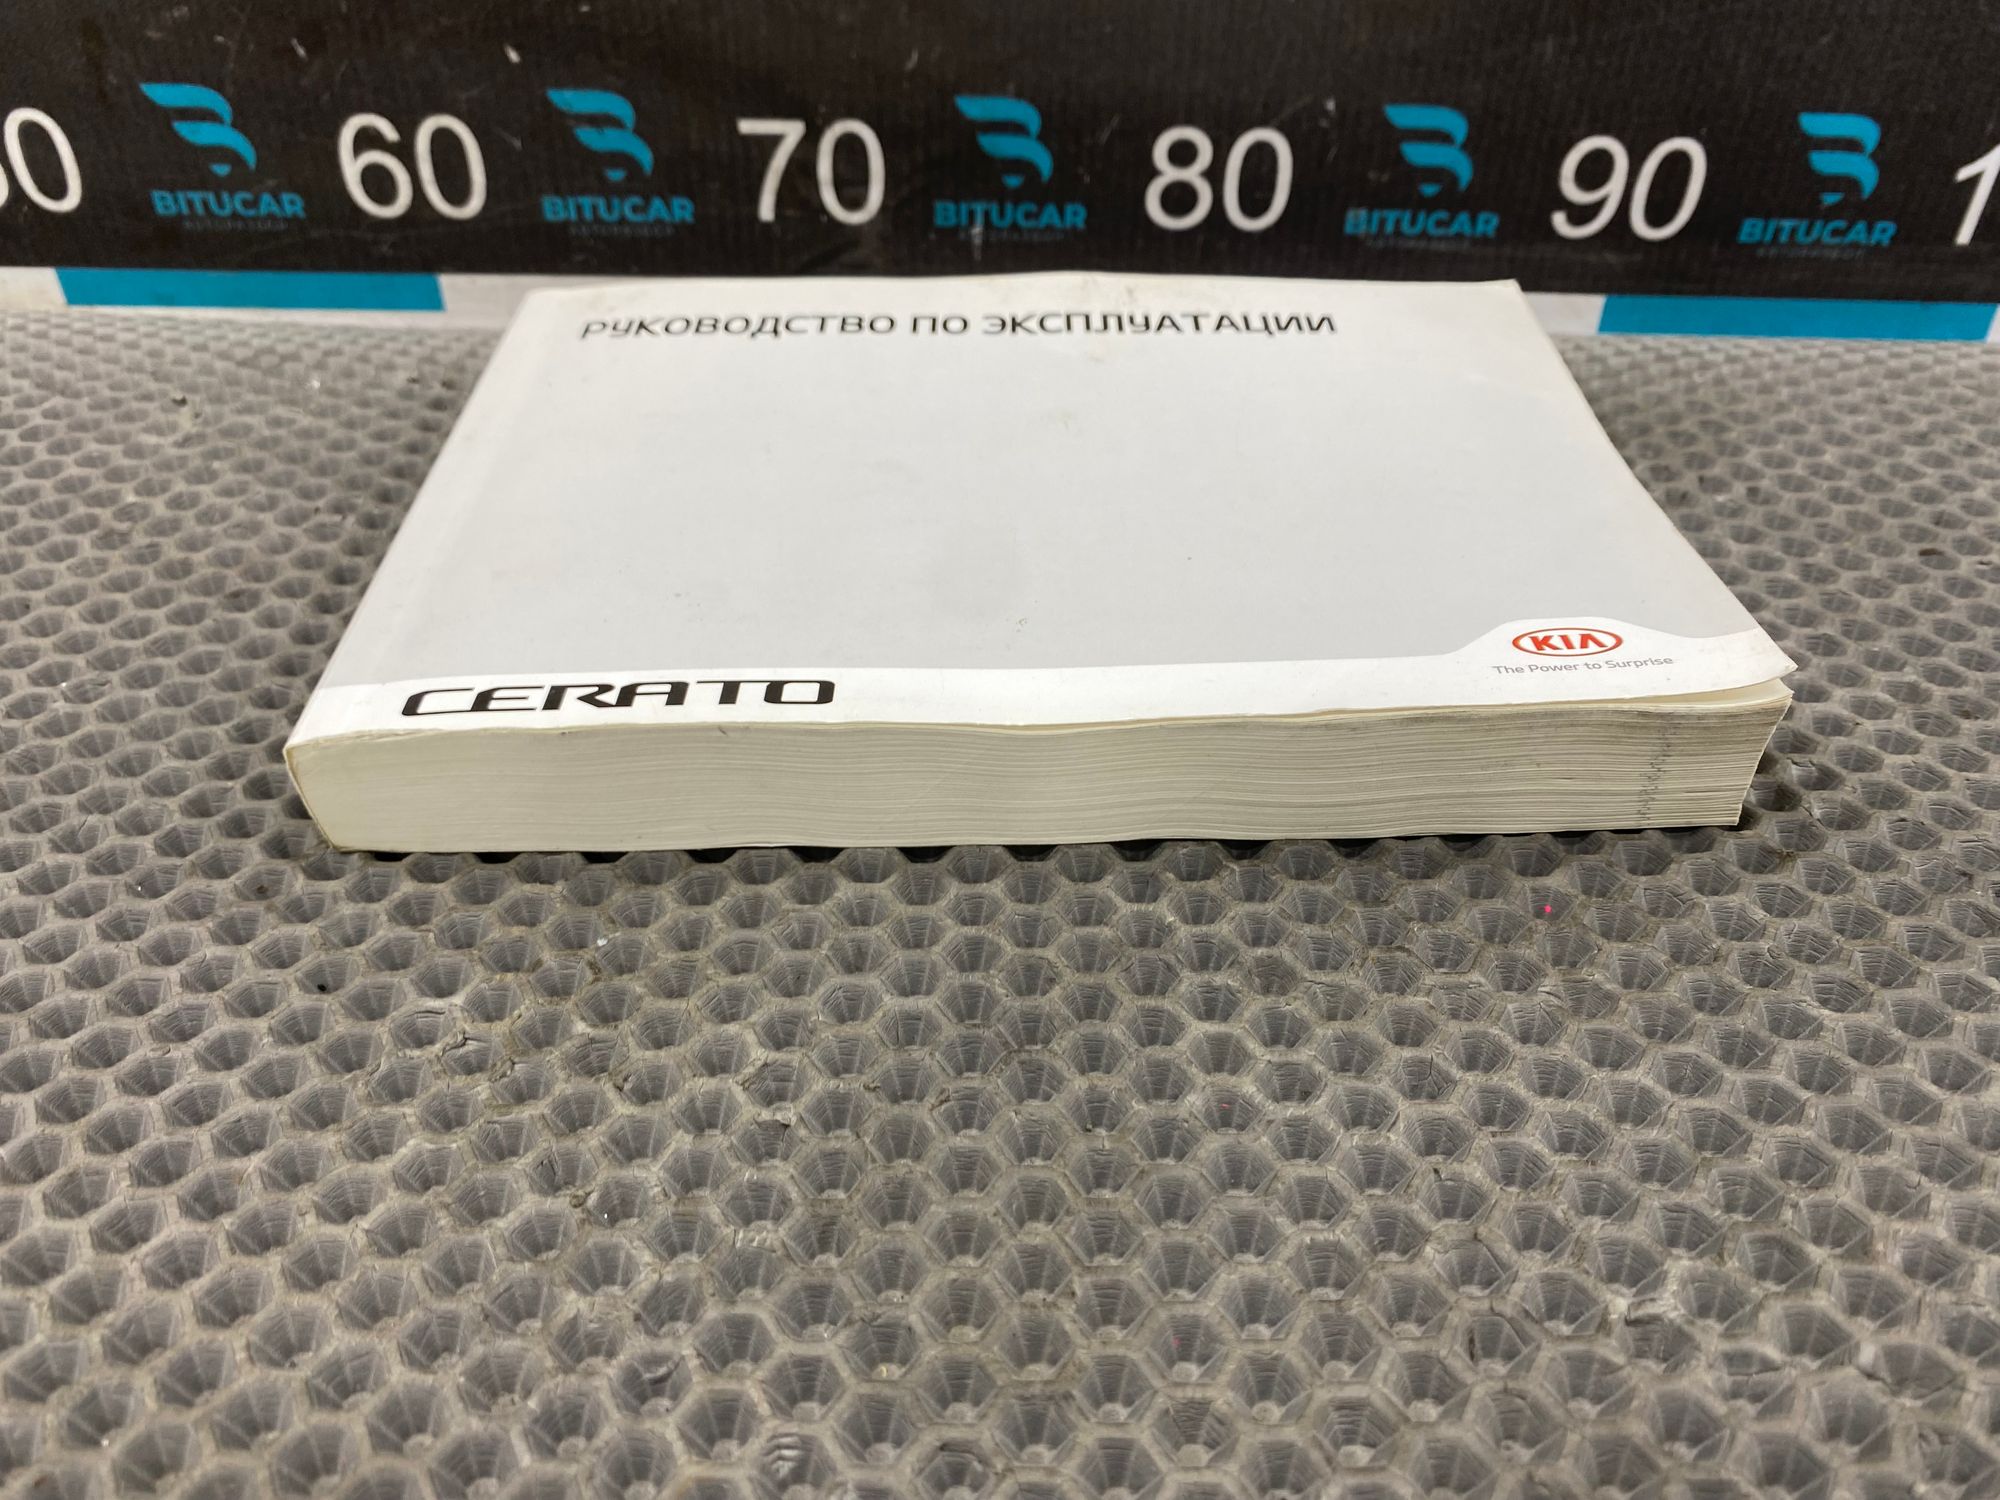 60 70 80 90
BITUCAR BITUCAR BITUCAR BITUCAR BITUCAR
РУКОВОДСТВО ПО ЭКСПЛУАТАЦИИ
KIA
The Power to Surprise
CERATO